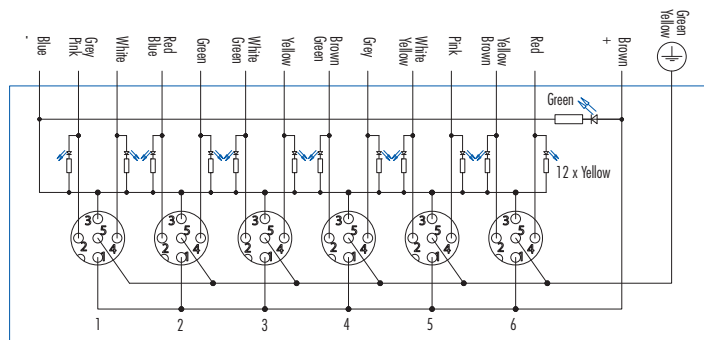 -
Blue
Grey
Pink
White
Red
Blue
Green
White
Green
Yellow
Brown
Green
Grey
White
Yellow
Pink
Yellow
Brown
Red
+
Brown
Green
Yellow
Green
12 x Yellow
3
5
2
4
1
3
5
2
4
1
3
5
2
4
1
3
5
2
4
1
3
5
2
4
1
3
5
2
4
1
1
2
3
4
5
6